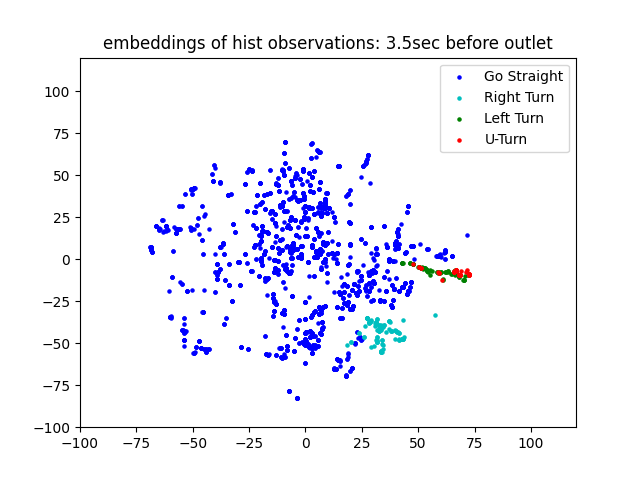 embeddings of hist observations: 3.5sec before outlet
Go Straight
Right Turn
Left Turn
U-Turn
100
75
50
25
0
−25
−50
−75
−100
−100 −75 −50 −25 0 25 50 75 100